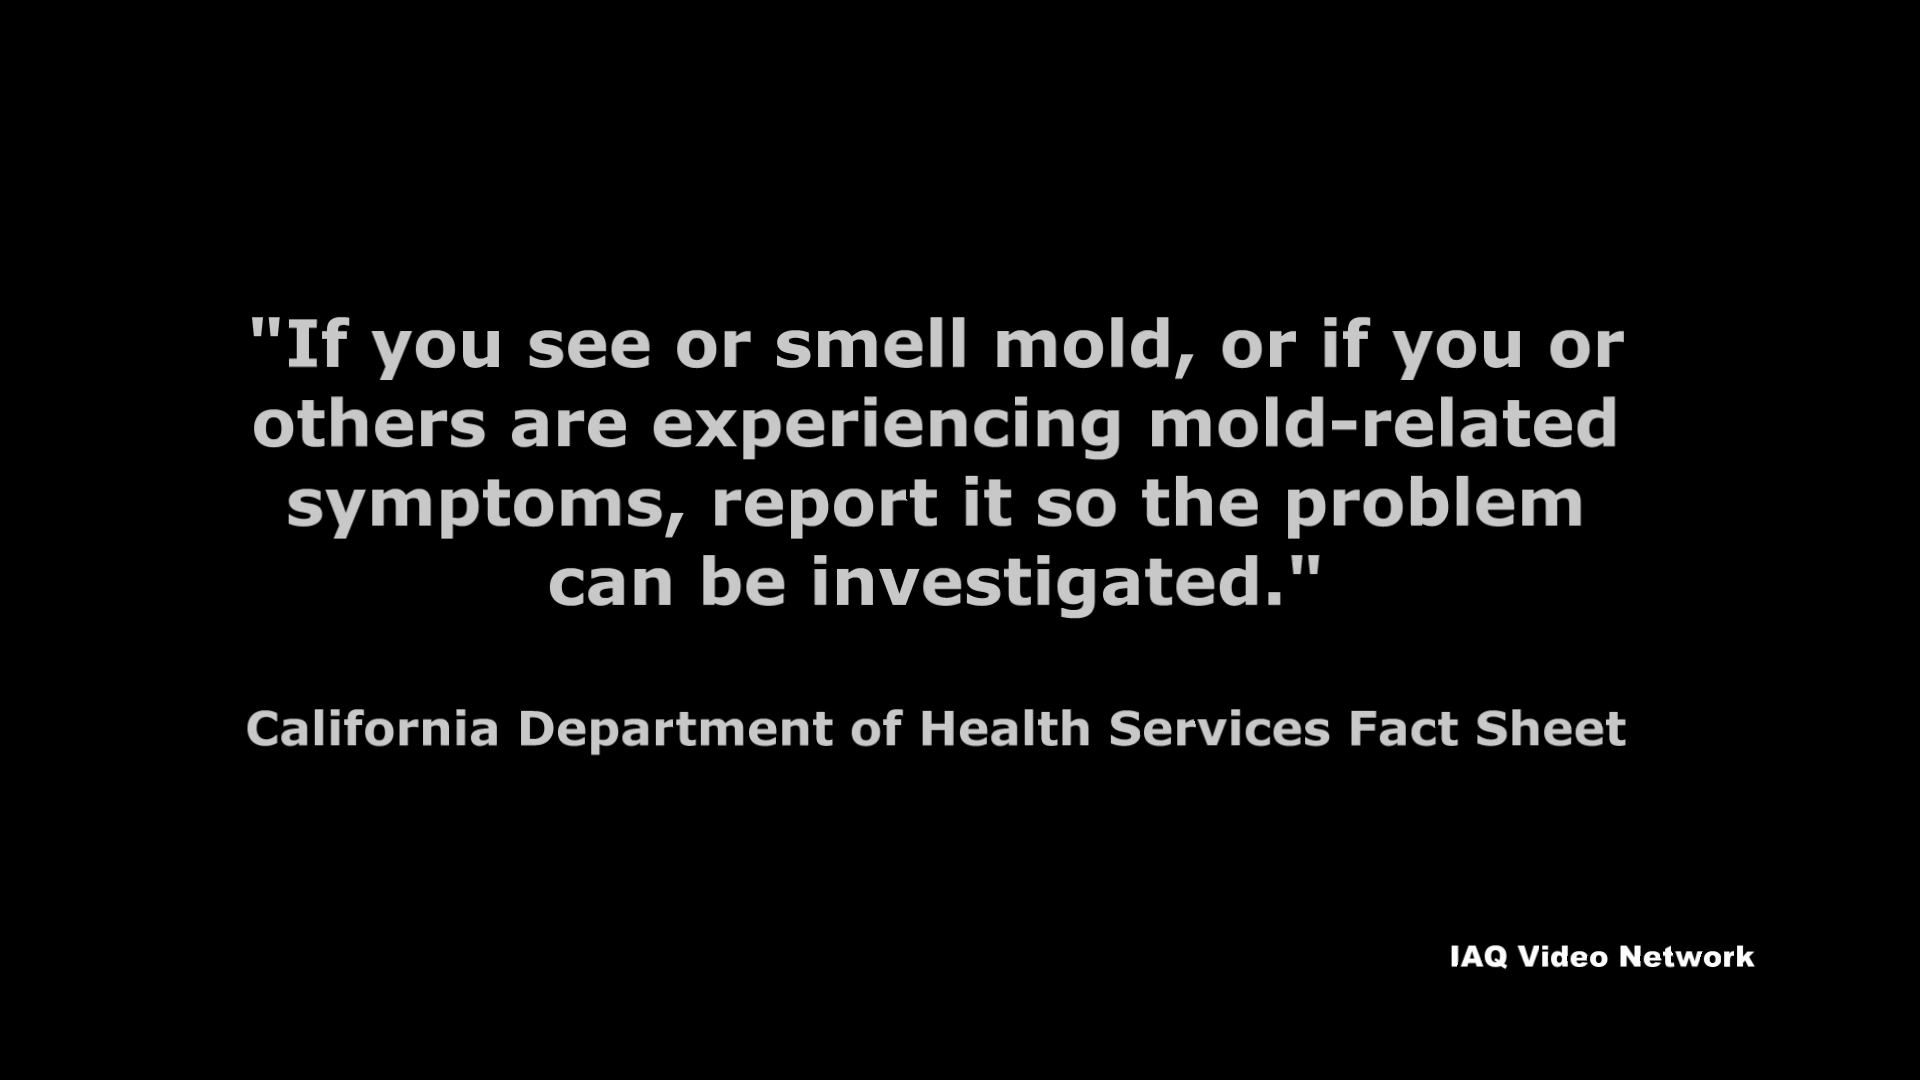 "If you see or smell mold, or if you or
others are experiencing mold-related
symptoms, report it so the problem
can be investigated."
California Department of Health Services Fact Sheet
IAQ Video Network